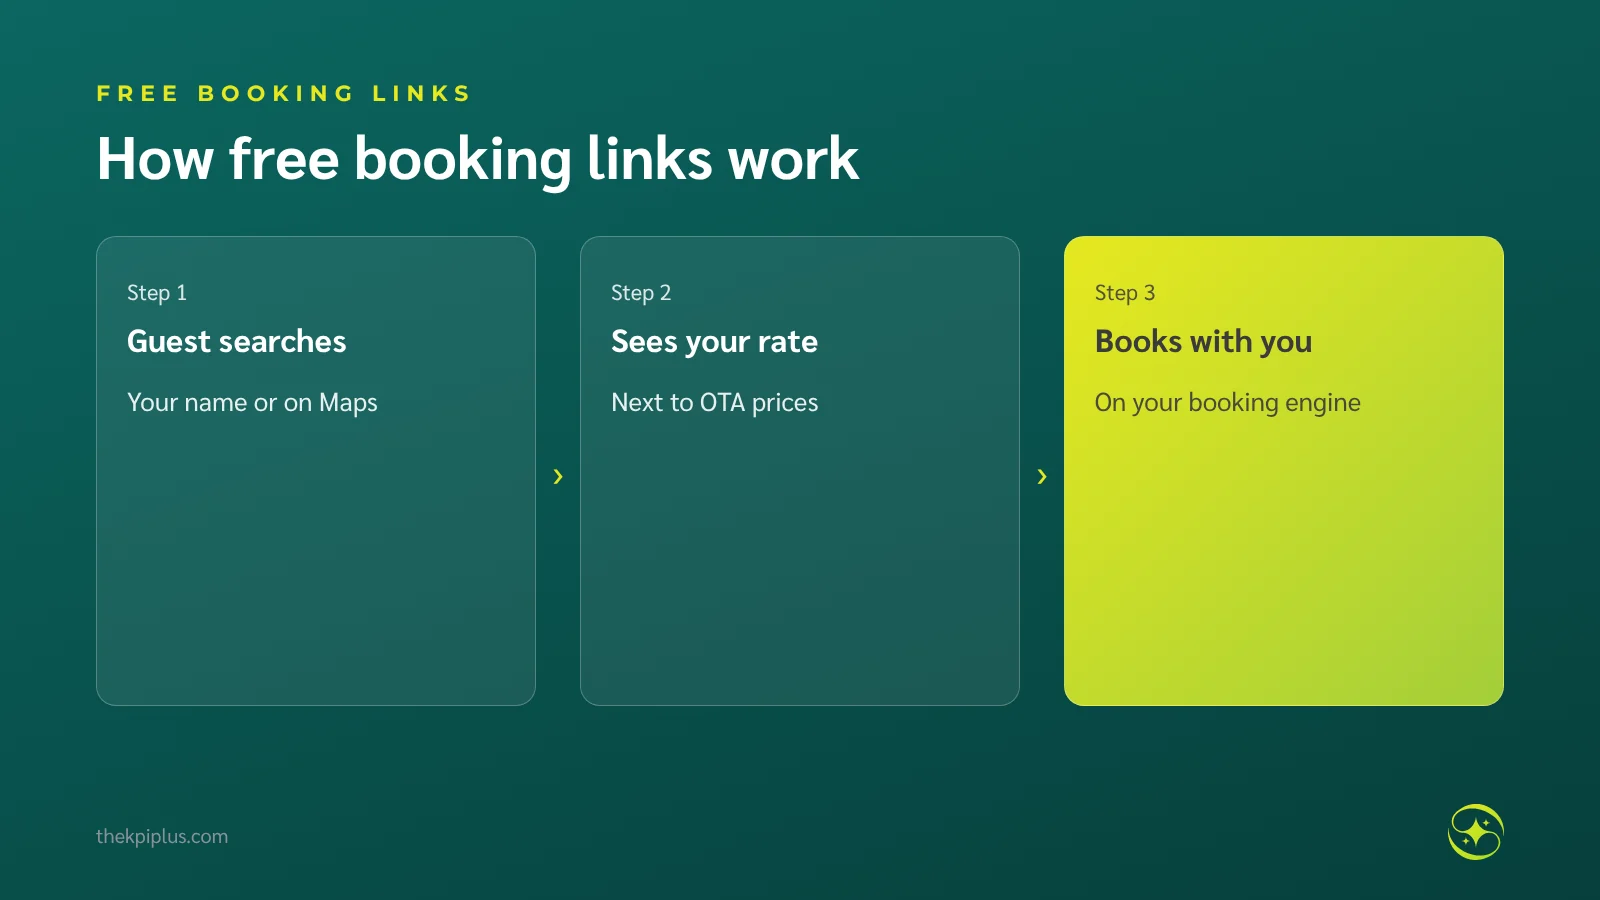 FREE BOOKING LINKS
How free booking links work
Step 1
Guest searches
Your name or on Maps
›
Step 2
Sees your rate
Next to OTA prices
›
Step 3
Books with you
On your booking engine
thekpiplus.com